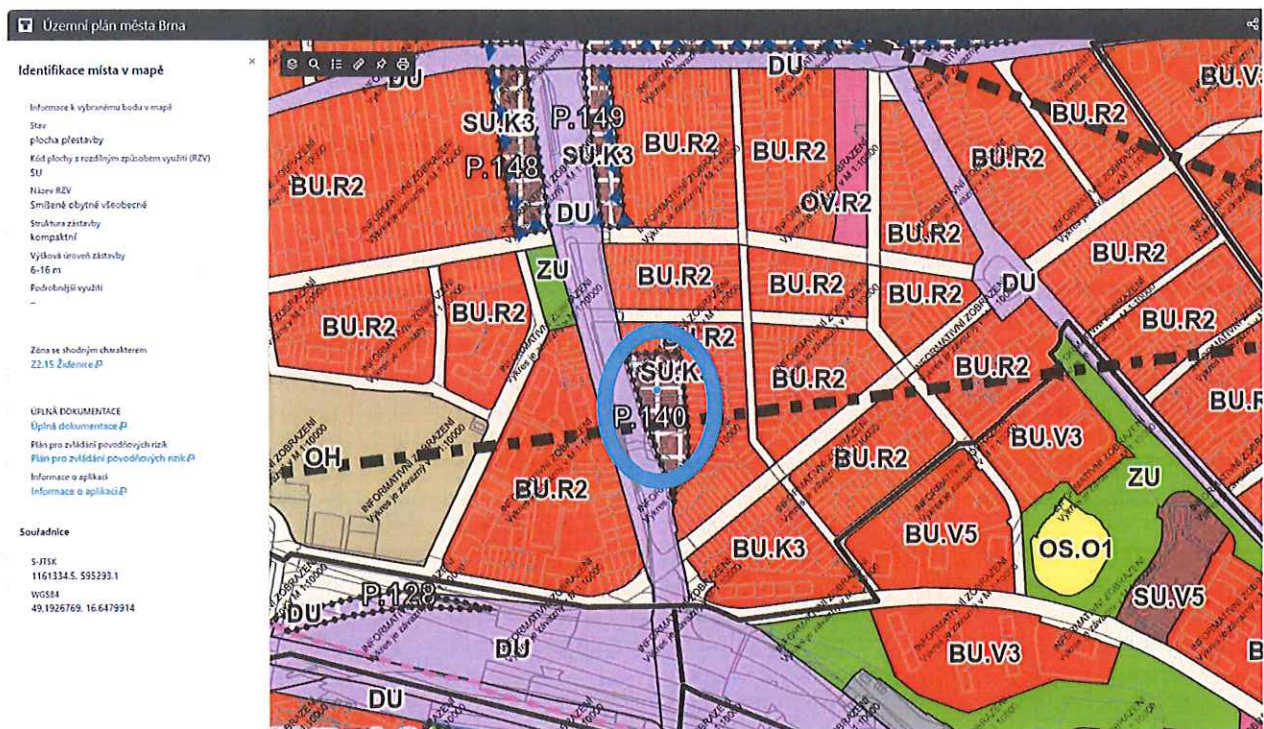 Územní plán města Brna
Identifikace místa v mapě
×
Informace k vybranému bodu v mapě
Stav
plocha přestavby
Kód plochy s rozdílným způsobem využití (RZV)
SU
Název RZV
Smíšené obytné všeobecné
Struktura zástavby
kompaktní
Výšková úroveň zástavby
6-16 m
Podrobnější využití
–
Zóna se shodným charakterem
Z2.15 Židenice
ÚPLNÁ DOKUMENTACE
Úplná dokumentace
Plán pro zvládání povodňových rizik
Plán pro zvládání povodňových rizik
Informace o aplikaci
Informace o aplikaci
Souřadnice
S-JTSK
1161334.5. 595293.1
WGS84
49.1926769. 16.6479914
DU
DU
BU.R2
SU.K3
P.149
P.148
SU.K3
BU.R2
BU.R2
BU.R2
BU.R2
OV.R2
DU
BU.R2
BU.R2
ZU
BU.R2
BU.R2
BU.R2
DU
BU.R2
BU.R2
BU.R2
SU.K
BU.R2
BU.R2
P.140
OH
BU.R2
BU.R2
BU.V3
ZU
BU.K3
BU.V5
OS.O1
SU.V5
P.128
DU
DU
BU.V3
DU
INFORMATIVNÍ ZOBRAZENÍ
Výkres je závazný v M 1:10000